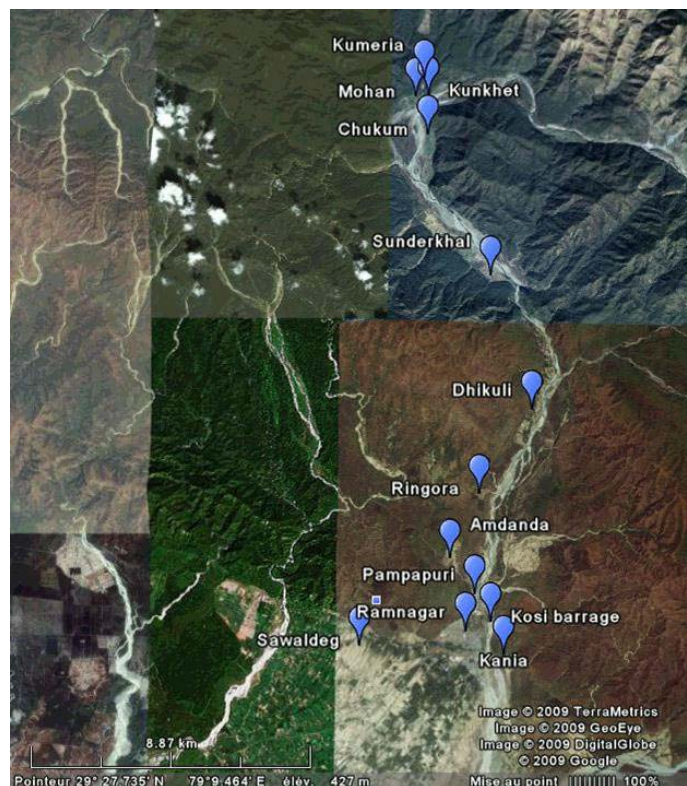 Kumeria
Mohan
Kunkhet
Chukum
Sunderkhal
Dhikuli
Ringora
Amdanda
Pampapuri
Ramnagar
Kosi barrage
Sawaldeg
Kania
Image © 2009 TerraMetrics
Image © 2009 GeoEye
Image © 2009 DigitalGlobe
© 2009 Google
8.87 km
Pointeur 29° 27.735' N 79°9.464' E élév. 427 m Mise au point |||||||||| 100%